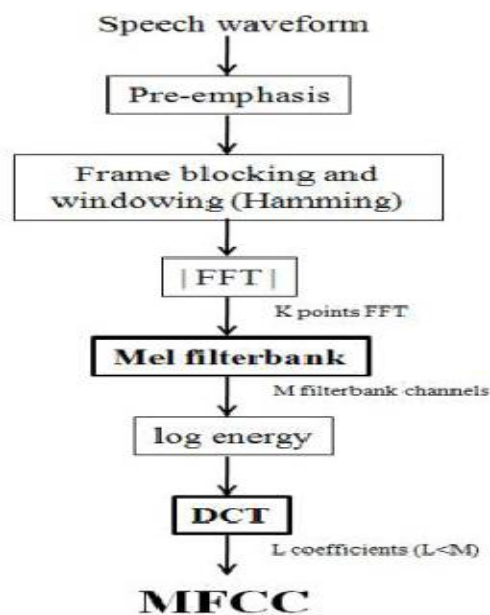 Speech waveform
Pre-emphasis
Frame blocking and
windowing (Hamming)
| FFT |
K points FFT
Mel filterbank
M filterbank channels
log energy
DCT
L coefficients (L<M)
MFCC